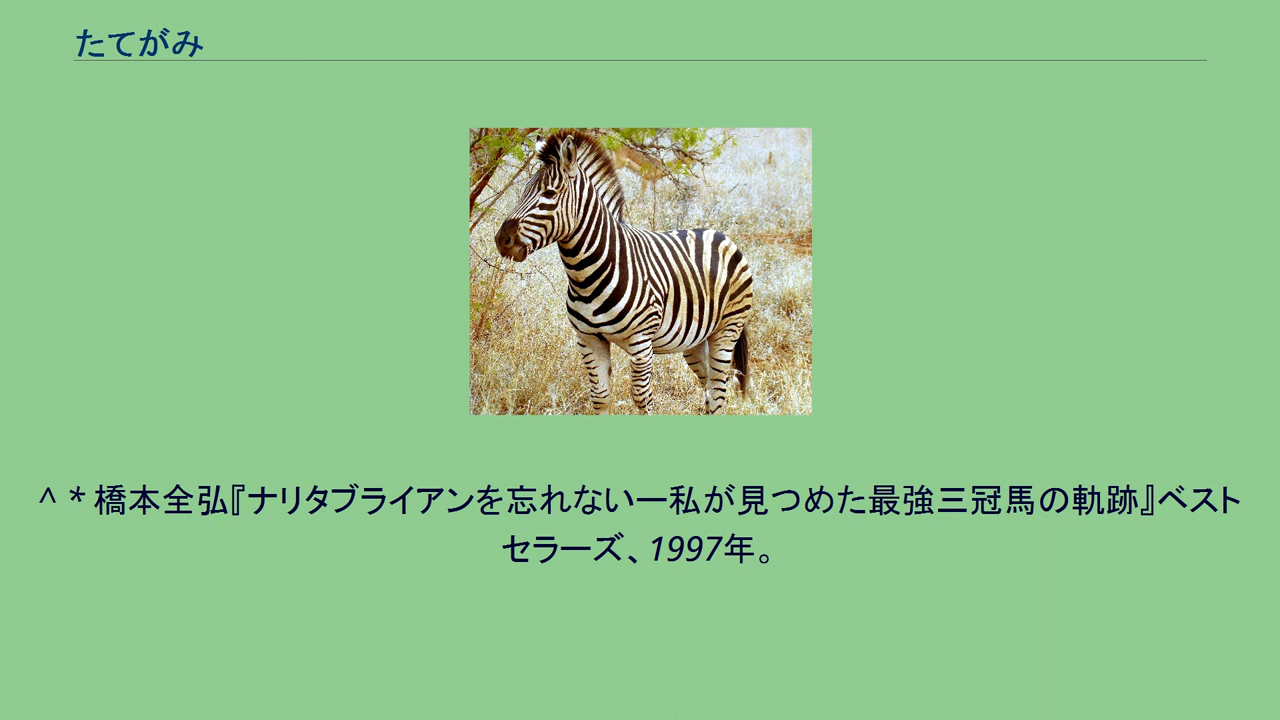 たてがみ
^ * 橋本全弘『ナリタブライアンを忘れない―私が見つめた最強三冠馬の軌跡』ベスト
セラーズ、1997年。